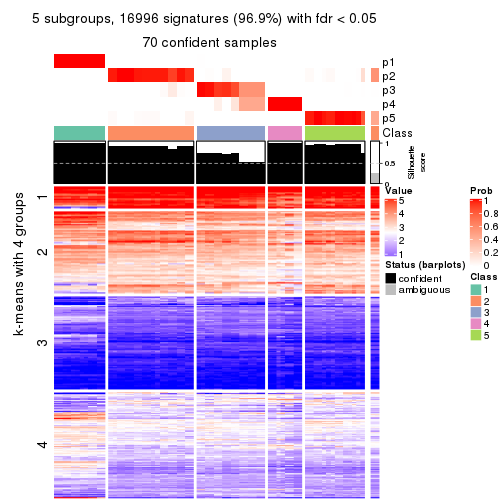 5 subgroups, 16996 signatures (96.9%) with fdr < 0.05
70 confident samples
p1
p2
p3
p4
p5
Class
1
0.5
0
Silhouette
score
k-means with 4 groups
1
2
3
4
Value
5
4
3
2
1
Status (barplots)
confident
ambiguous
Prob
1
0.8
0.6
0.4
0.2
0
Class
1
2
3
4
5